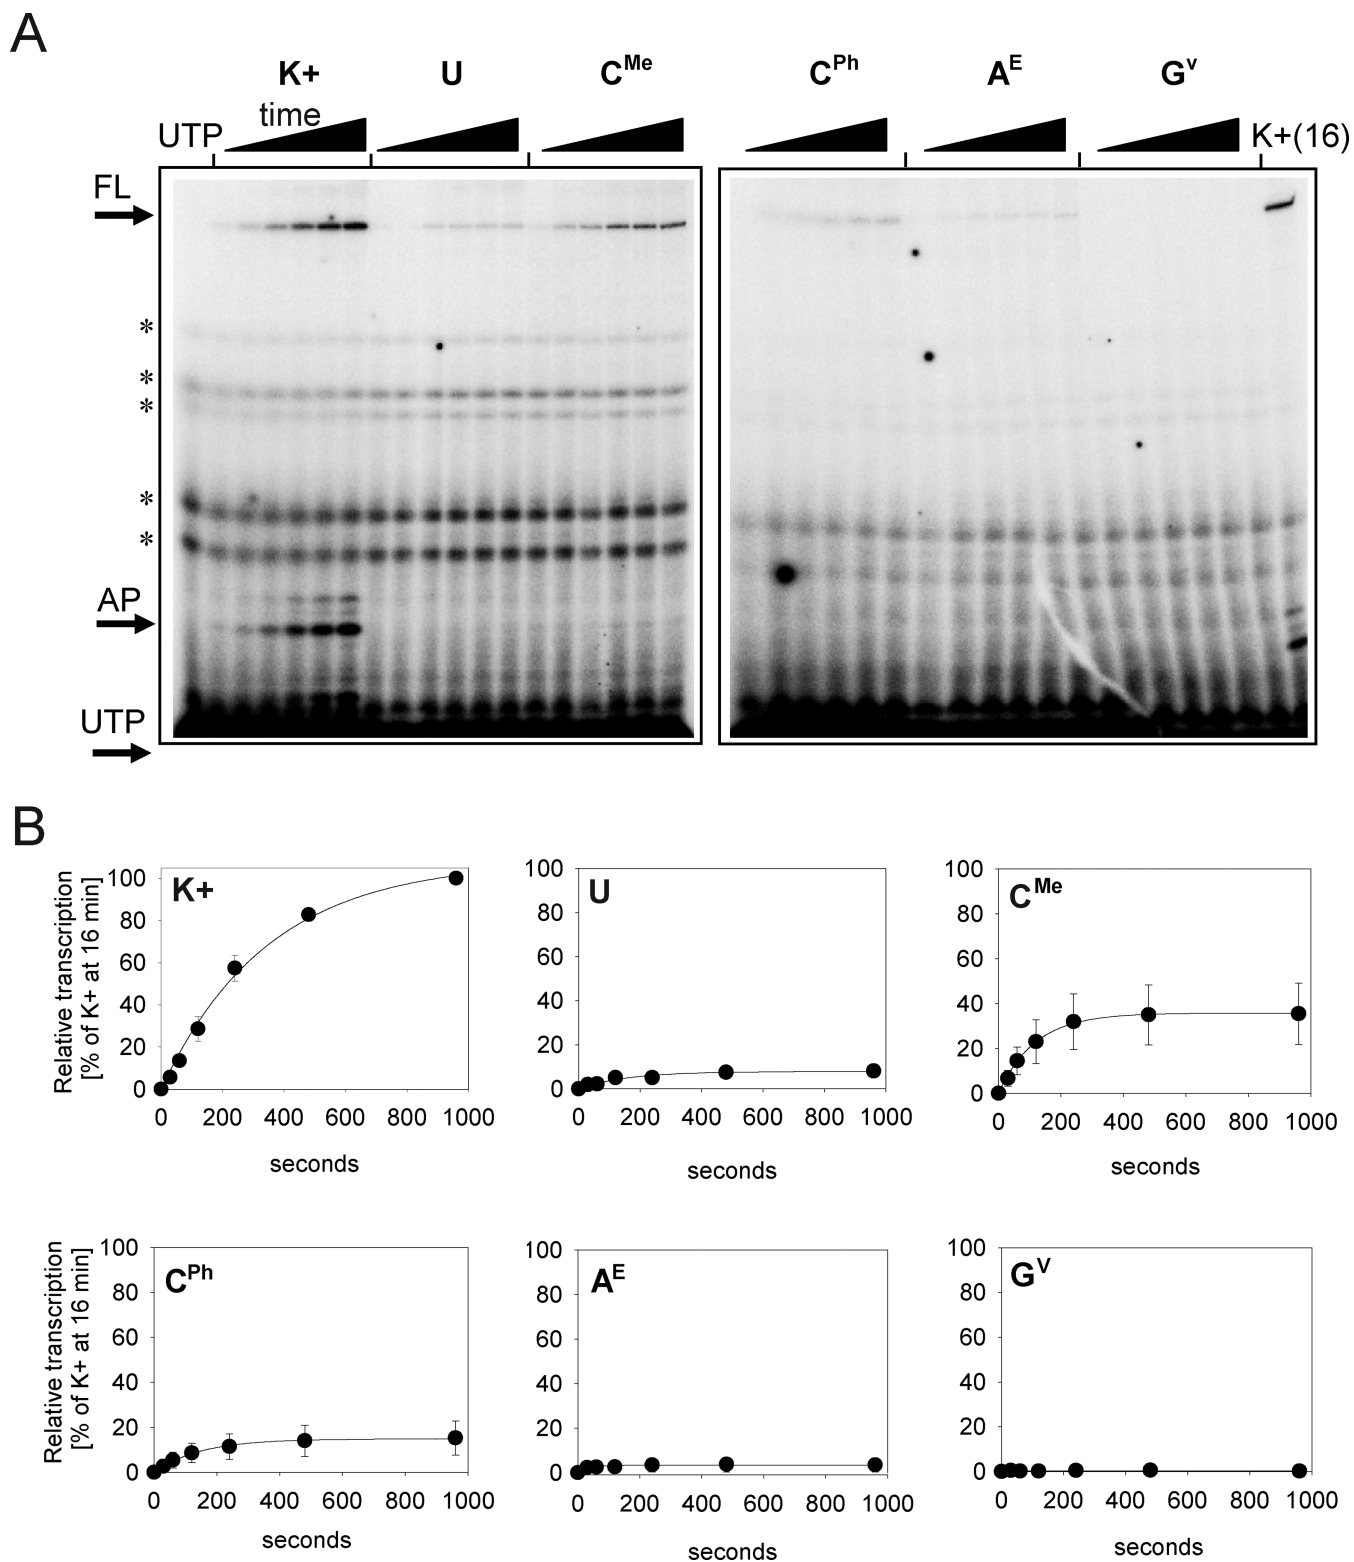 A
K+ U C^Me C^Ph A^E G^v
time
UTP K+(16)
FL
*
*
*
*
*
AP
UTP
B
Relative transcription
[% of K+ at 16 min]
100
80
60
40
20
0
K+
0 200 400 600 800 1000
seconds
100
80
60
40
20
0
U
0 200 400 600 800 1000
seconds
100
80
60
40
20
0
C^Me
0 200 400 600 800 1000
seconds
Relative transcription
[% of K+ at 16 min]
100
80
60
40
20
0
C^Ph
0 200 400 600 800 1000
seconds
100
80
60
40
20
0
A^E
0 200 400 600 800 1000
seconds
100
80
60
40
20
0
G^V
0 200 400 600 800 1000
seconds